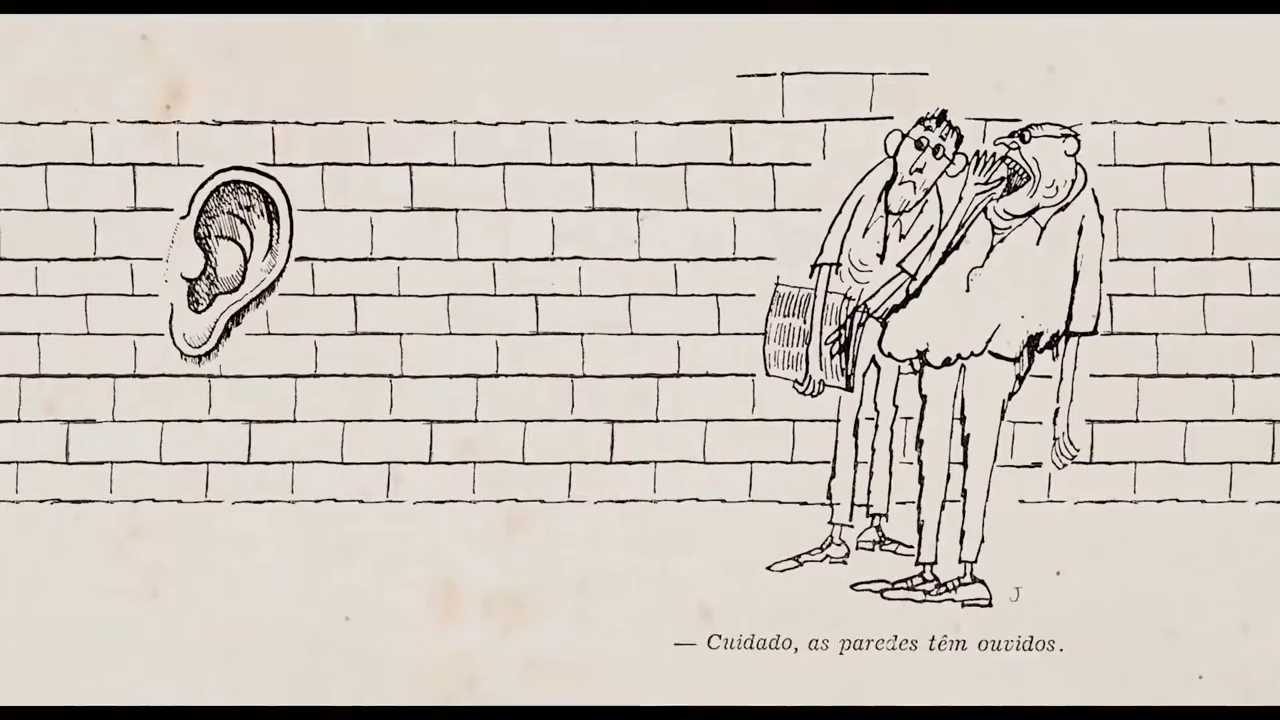 J
— Cuidado, as paredes têm ouvidos.